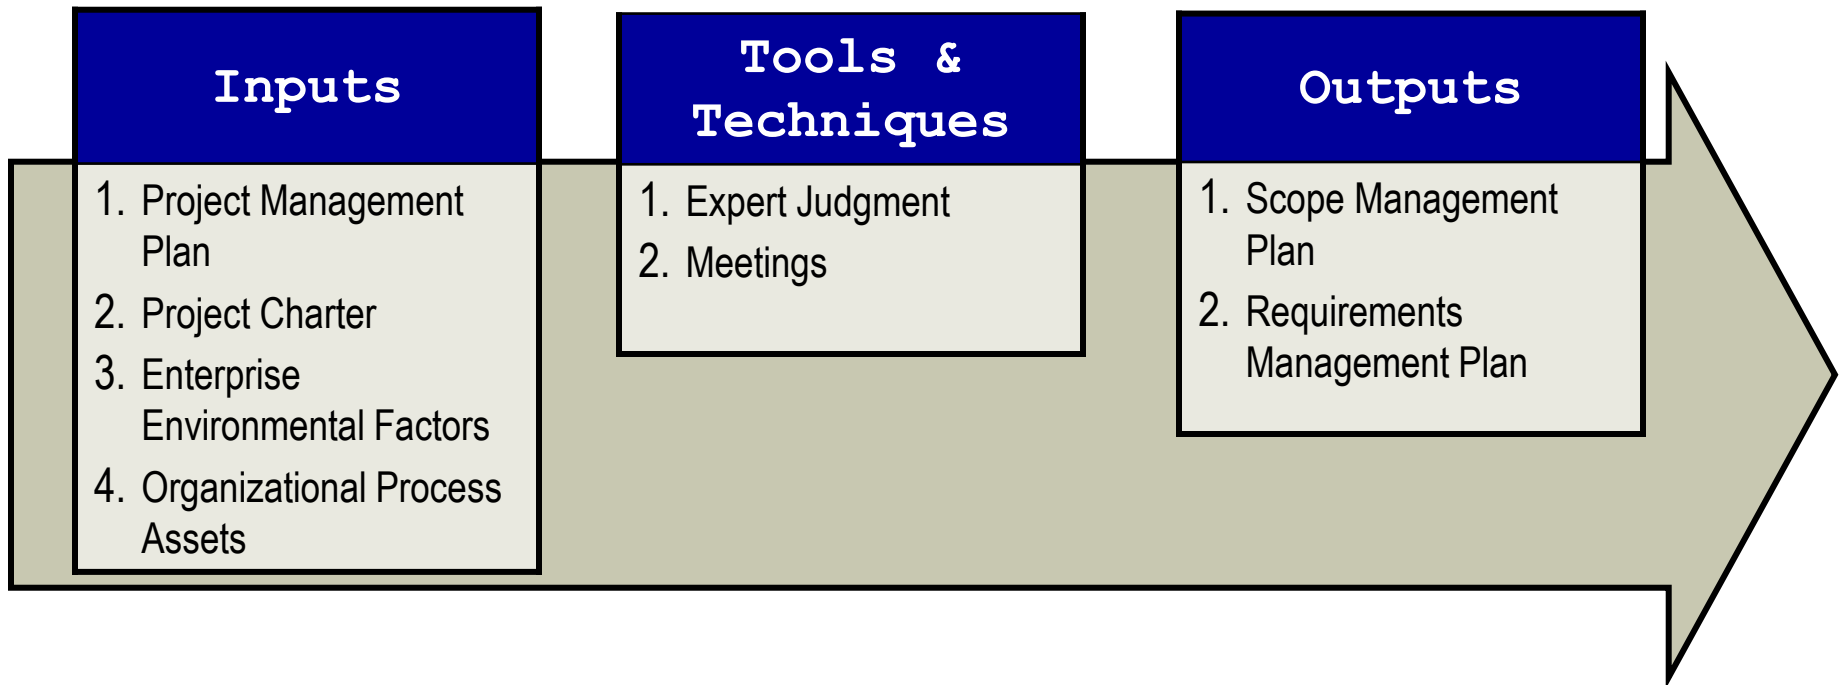 Inputs
1. Project Management
Plan
2. Project Charter
3. Enterprise
Environmental Factors
4. Organizational Process
Assets
Tools &
Techniques
1. Expert Judgment
2. Meetings
Outputs
1. Scope Management
Plan
2. Requirements
Management Plan